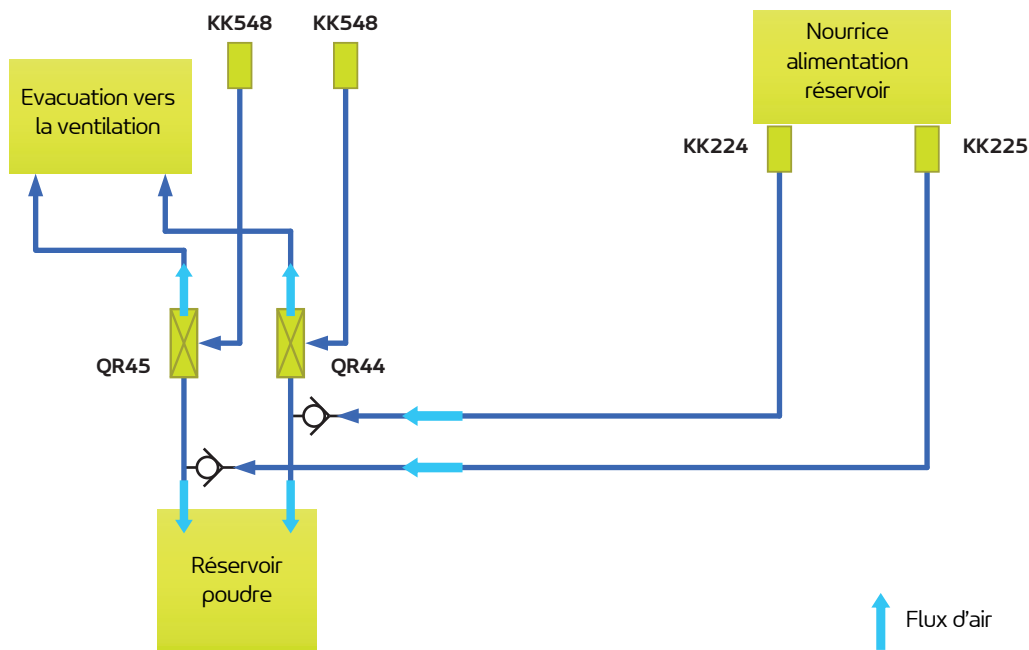 KK548
KK548
Nourrice
alimentation
réservoir
Evacuation vers
la ventilation
KK224
KK225
QR45
QR44
Réservoir
poudre
Flux d'air